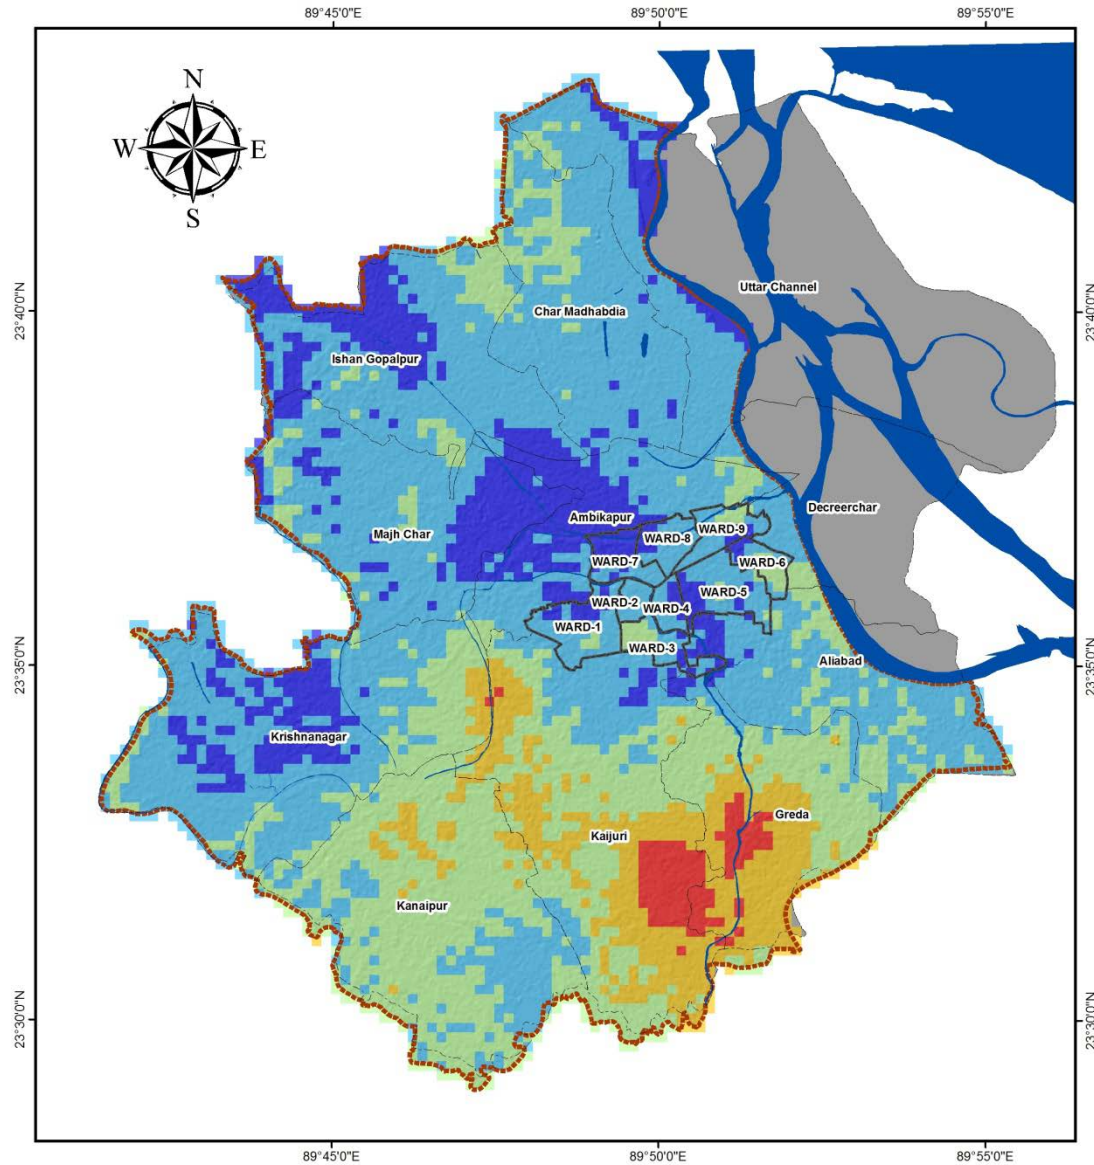 89°45'0"E
89°50'0"E
89°55'0"E
N
W
E
S
23°40'0"N
23°40'0"N
Uttar Channel
Char Madhabdia
Ishan Gopalpur
Decreerchar
Ambikapur
WARD-9
Majh Char
WARD-8
WARD-7
WARD-6
WARD-5
WARD-2
WARD-4
WARD-1
WARD-3
Aliabad
23°35'0"N
23°35'0"N
Krishnanagar
Greda
Kaijuri
Kanaipur
23°30'0"N
23°30'0"N
89°45'0"E
89°50'0"E
89°55'0"E